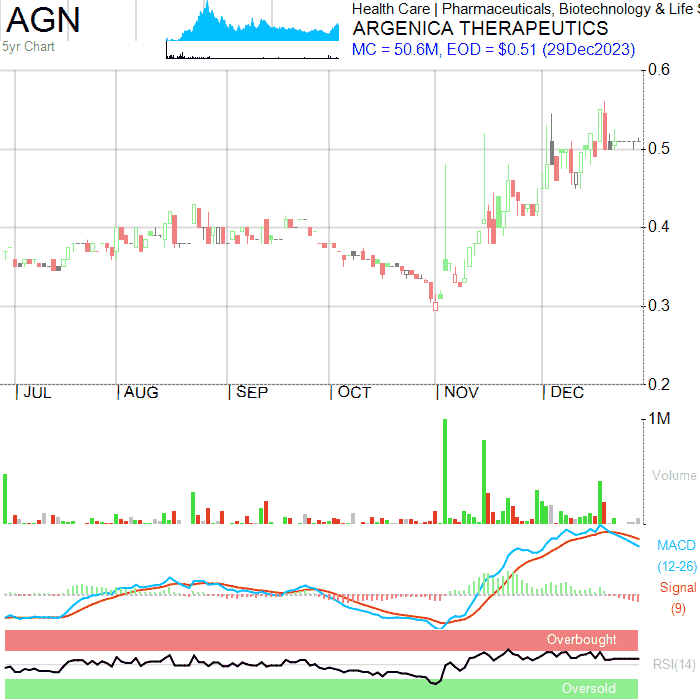 AGN
5yr Chart
Health Care | Pharmaceuticals, Biotechnology & Life S
ARGENICA THERAPEUTICS
MC = 50.6M, EOD = $0.51 (29Dec2023)
0.6
0.5
0.4
0.3
0.2
| JUL
| AUG
| SEP
| OCT
| NOV
| DEC
1M
Volume
MACD
(12-26)
Signal
(9)
Overbought
RSI(14)
Oversold